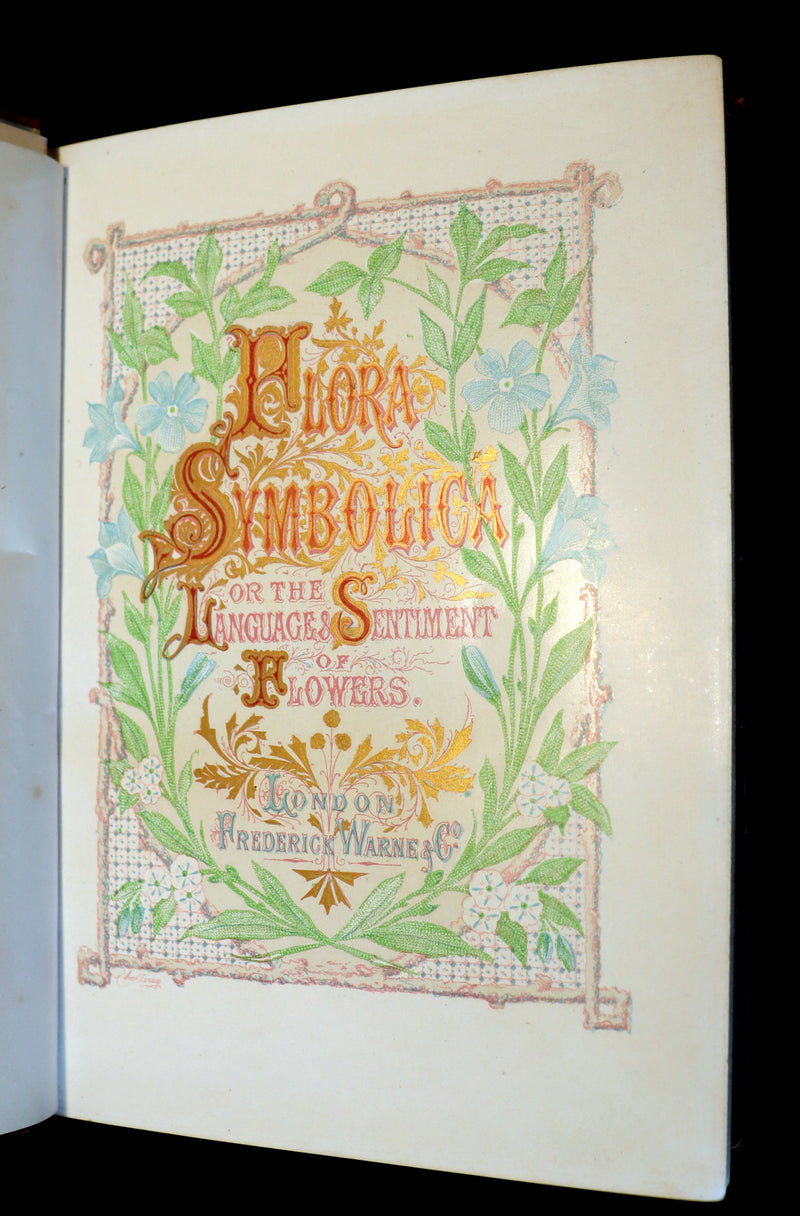 FLORA
SYMBOLICA
OR THE
LANGUAGE & SENTIMENT
OF
FLOWERS.
LONDON
FREDERICK WARNE & Co